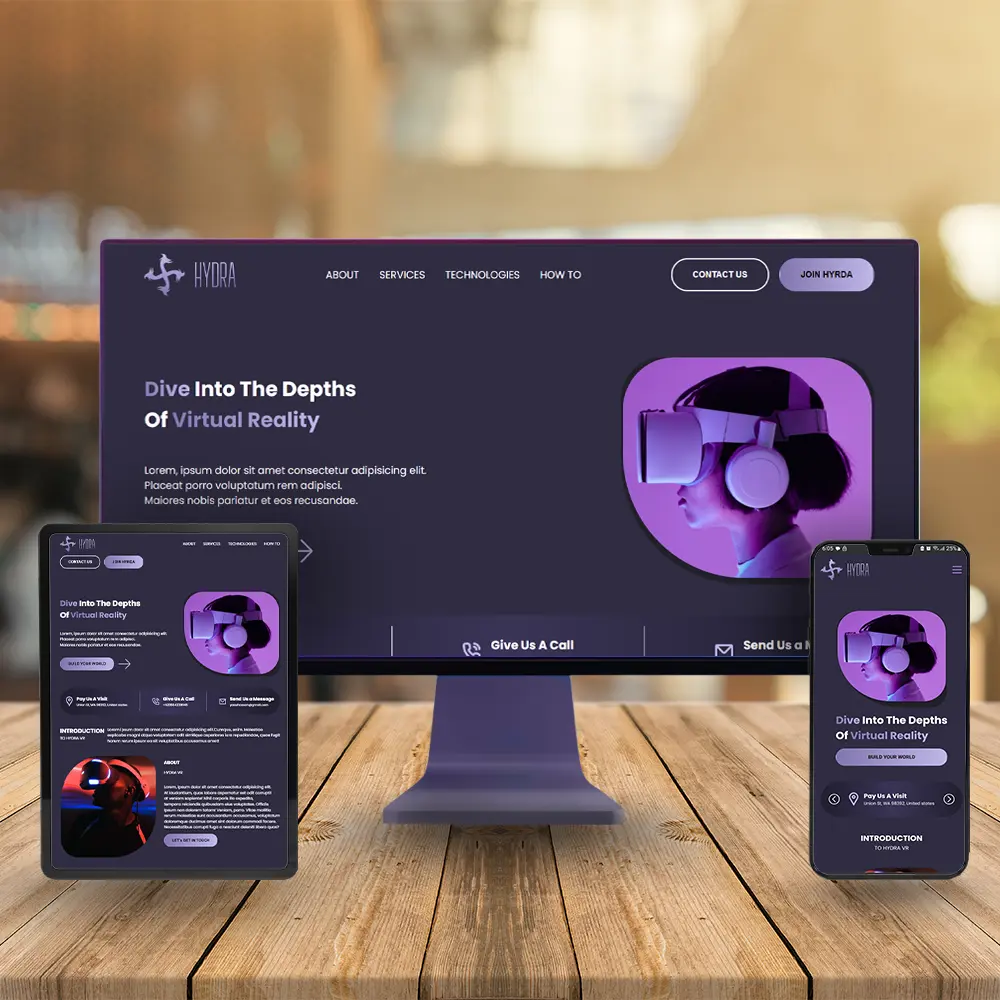 HYDRA
ABOUT SERVICES TECHNOLOGIES HOW TO
CONTACT US
JOIN HYRDA
Dive Into The Depths
Of Virtual Reality
Lorem, ipsum dolor sit amet consectetur adipisicing elit.
Placeat porro voluptatum rem adipisci.
Maiores nobis pariatur et eos recusandae.
Give Us A Call
Send Us a M
HYDRA
ABOUT SERVICES TECHNOLOGIES HOW TO
CONTACT US
JOIN HYRDA
Dive Into The Depths
Of Virtual Reality
Lorem, ipsum dolor sit amet consectetur adipisicing elit.
Placeat porro voluptatum rem adipisci.
Maiores nobis pariatur et eos recusandae.
BUILD YOUR WORLD
Pay Us A Visit
Give Us A Call
Send Us a Message
INTRODUCTION
TO HYDRA VR
ABOUT
HYDRA VR
LET's GET IN TOUCH
6:05
25%
HYDRA
Dive Into The Depths
Of Virtual Reality
BUILD YOUR WORLD
Pay Us A Visit
Union St, WA 98392, United states
INTRODUCTION
TO HYDRA VR